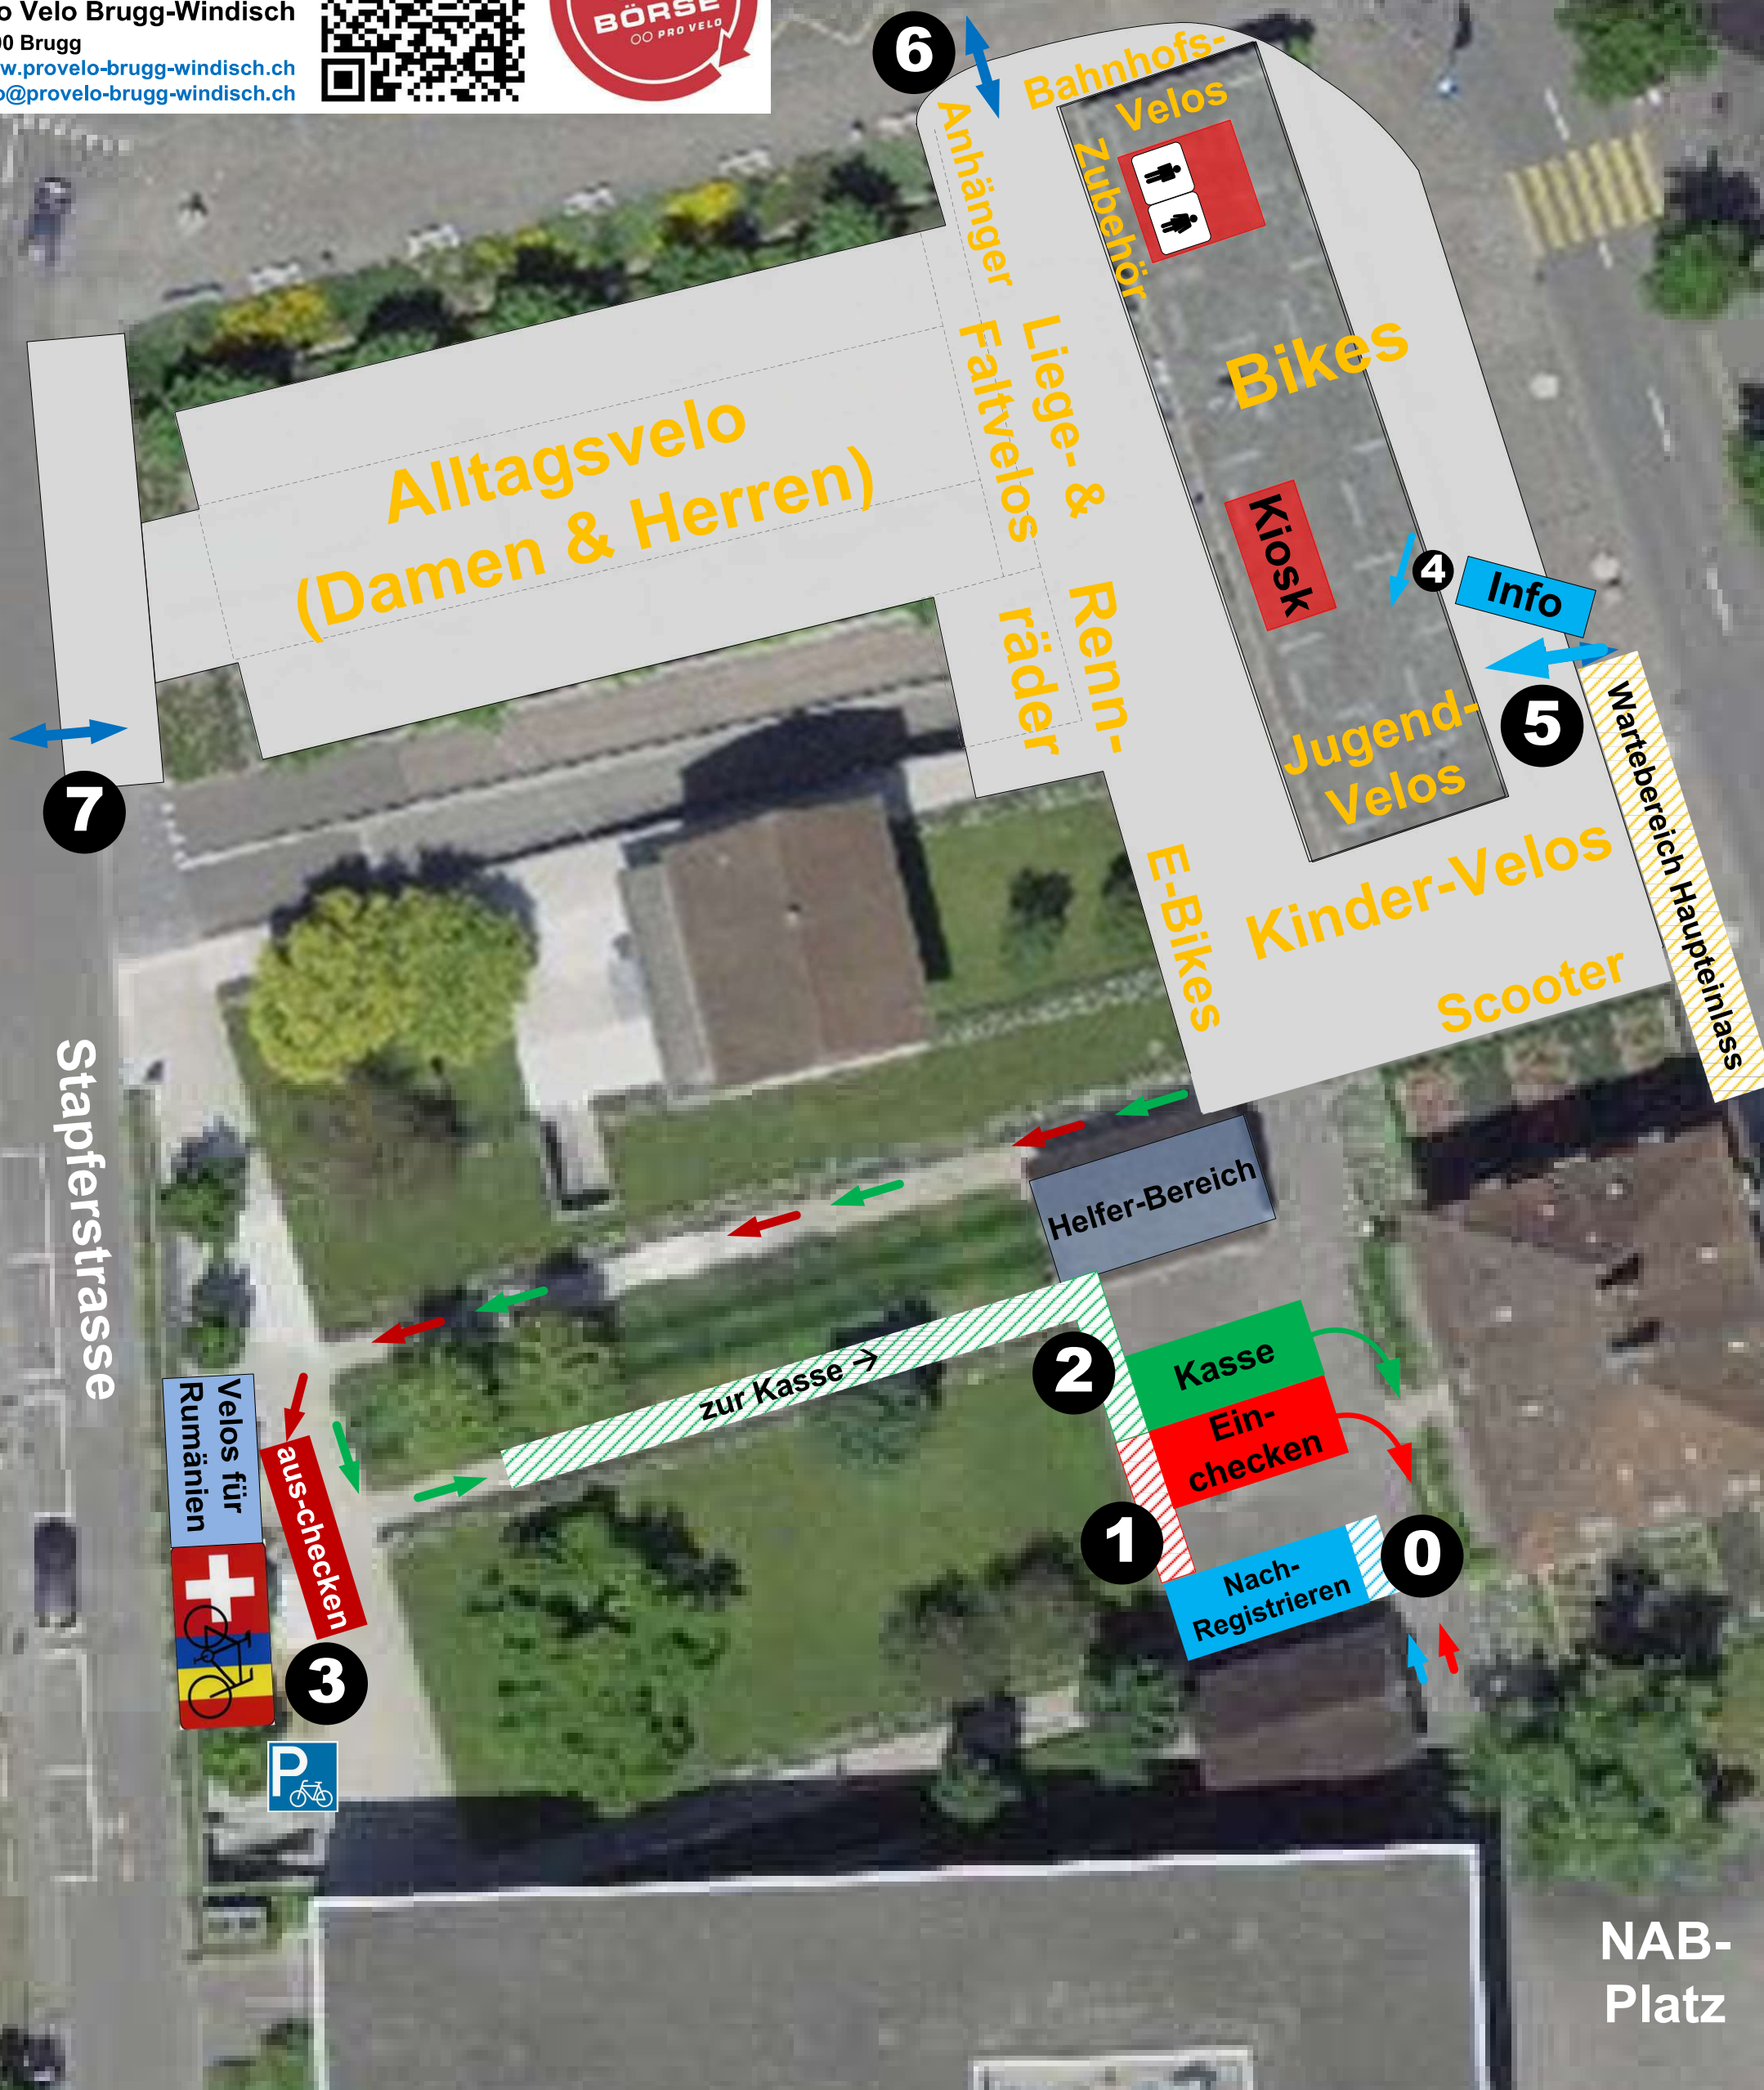 Velo Brugg-Windisch
Brugg
w.provelo-brugg-windisch.ch
@provelo-brugg-windisch.ch
BÖRSE
PRO VELO
6
Bahnhofs-
Velos
Anhänger
Zubehör
Liege- &
Faltvelos
Bikes
Alltagsvelo
(Damen & Herren)
Kiosk
4
Info
Renn-
räder
5
Jugend-
Velos
Wartebereich Haupteinlass
7
E-Bikes
Kinder-Velos
Scooter
Stapferstrasse
Helfer-Bereich
zur Kasse →
2
Kasse
Ein-
checken
1
Nach-
Registrieren
0
Velos für
Rumänien
aus-checken
3
P
NAB-
Platz